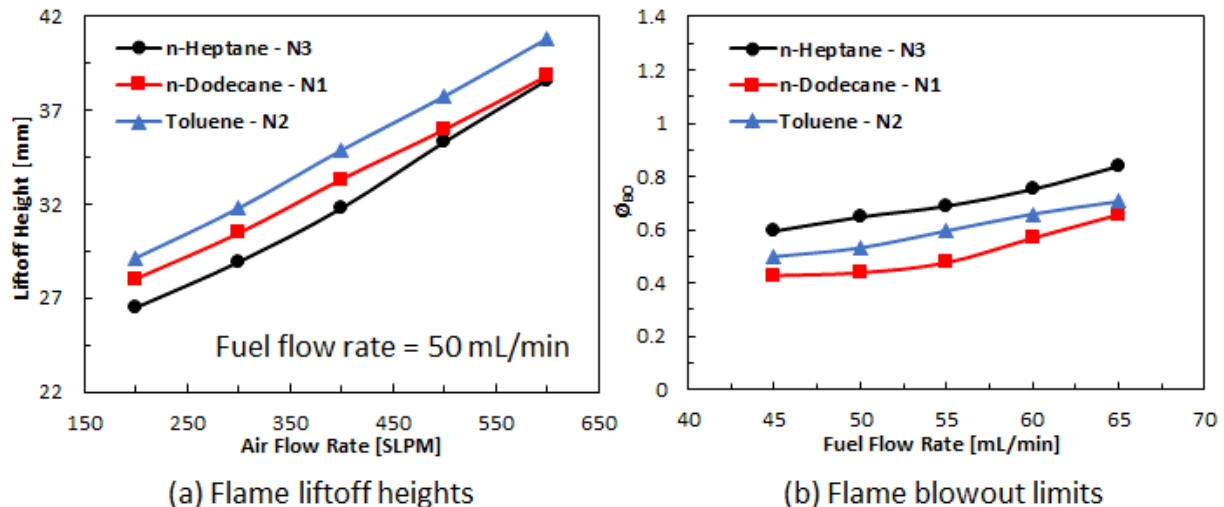 42
37
32
27
22
Liftoff Height [mm]
n-Heptane - N3
n-Dodecane - N1
Toluene - N2
Fuel flow rate = 50 mL/min
150 250 350 450 550 650
Air Flow Rate [SLPM]
(a) Flame liftoff heights
1.4
1.2
1
0.8
0.6
0.4
0.2
0
ØBO
n-Heptane - N3
n-Dodecane - N1
Toluene - N2
40 45 50 55 60 65 70
Fuel Flow Rate [mL/min]
(b) Flame blowout limits